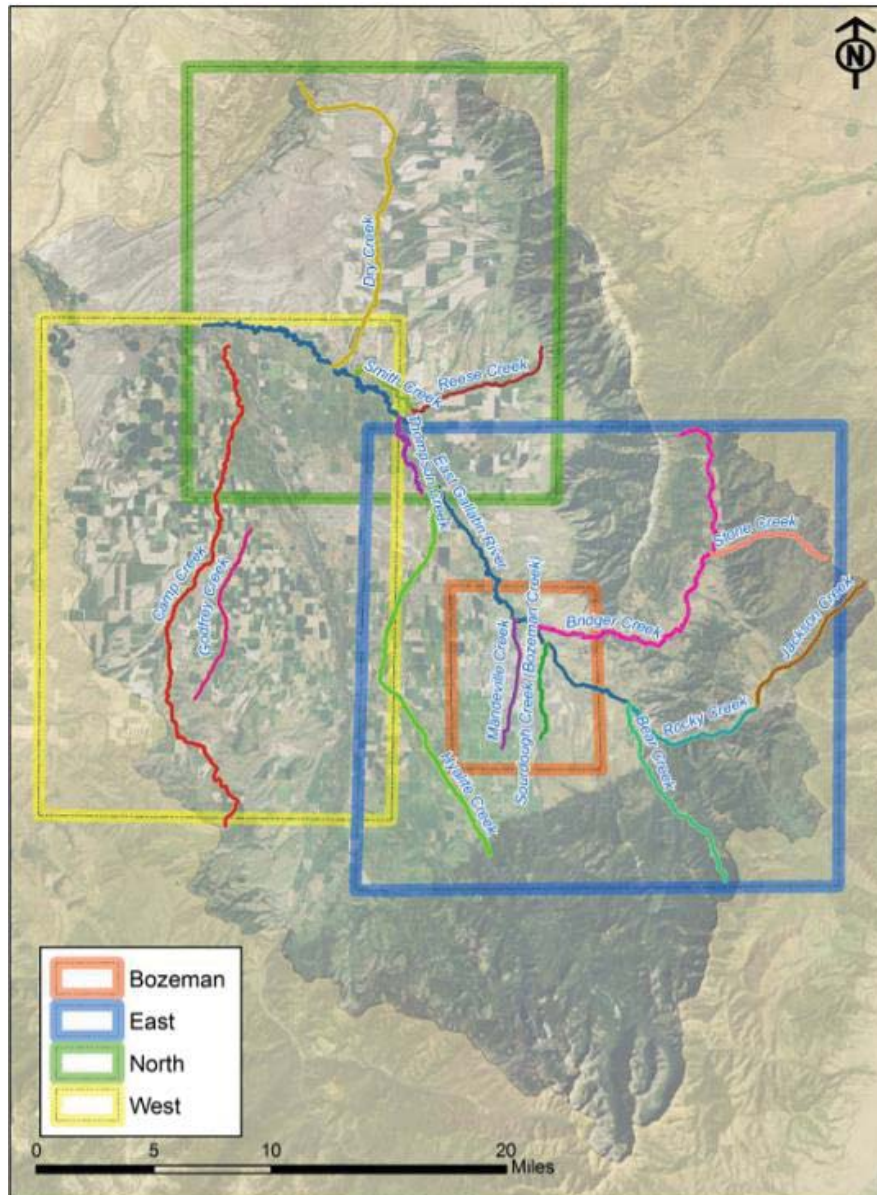 N
Dry Creek
Smith Creek
Reese Creek
Thompson Creek
East Gallatin River
Camp Creek
Godfrey Creek
Stone Creek
Bridger Creek
Jackson Creek
Mandeville Creek
Sourdough Creek (Bozeman Creek)
Rocky Creek
Bear Creek
Hyalite Creek
Bozeman
East
North
West
0 5 10 20
Miles